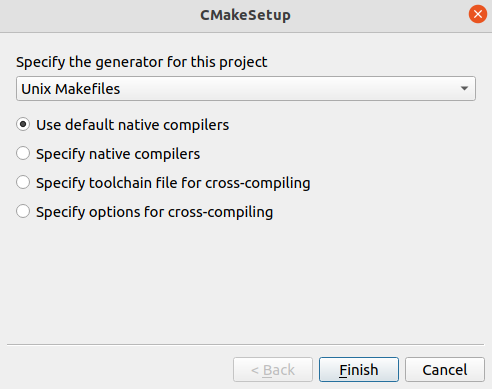 CMakeSetup
Specify the generator for this project
Unix Makefiles
Use default native compilers
Specify native compilers
Specify toolchain file for cross-compiling
Specify options for cross-compiling
< Back
Finish
Cancel